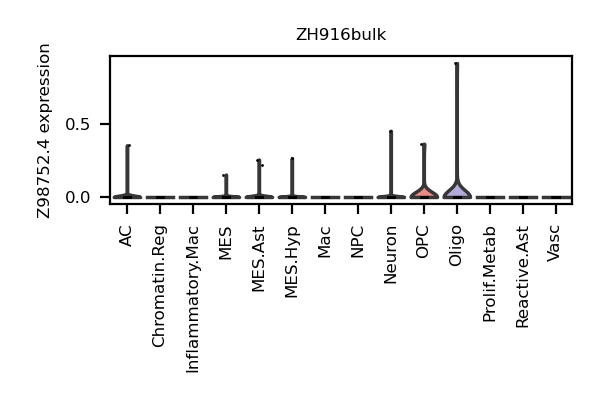 ZH916bulk
Z98752.4 expression
0.5
0.0
AC
Chromatin.Reg
Inflammatory.Mac
MES
MES.Ast
MES.Hyp
Mac
NPC
Neuron
OPC
Oligo
Prolif.Metab
Reactive.Ast
Vasc